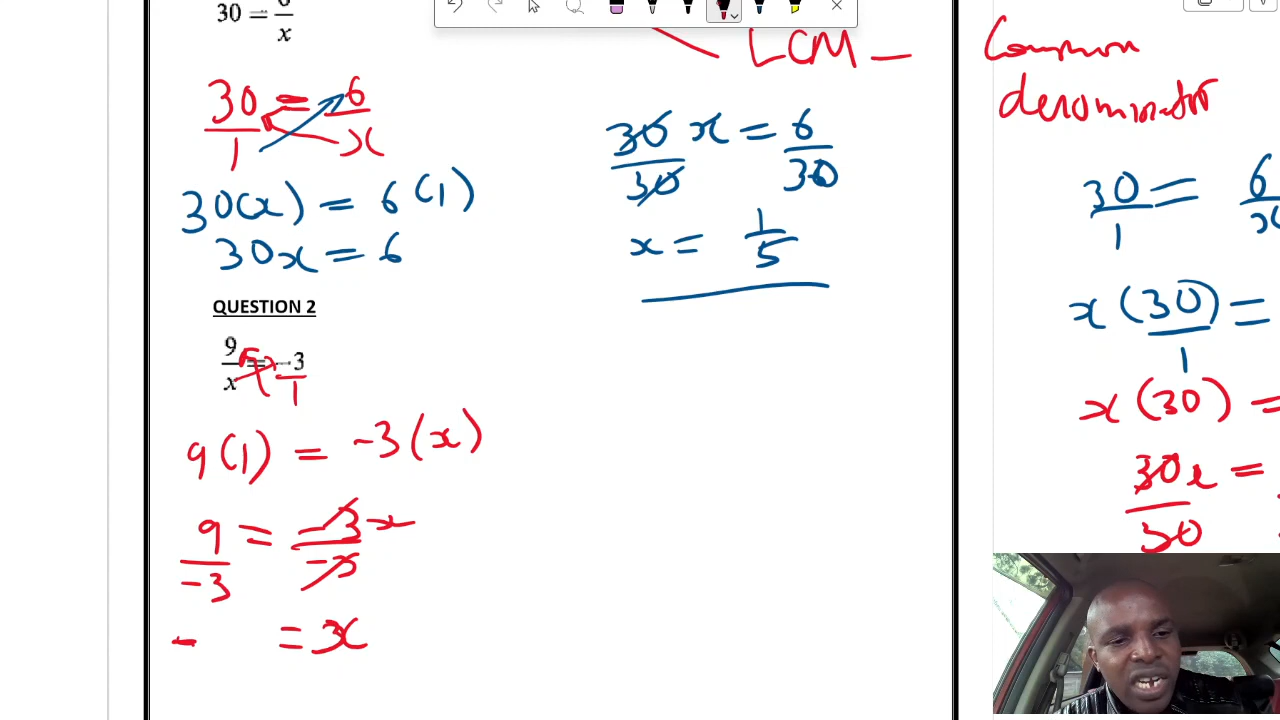 30 = 6/x
LCM
30/1 = 6/x
30(x) = 6(1)
30x = 6
30x/30 = 6/30
x = 1/5
QUESTION 2
9/x = -3/1
9(1) = -3(x)
9/-3 = -3x/-3
- = x
Common
denominator
30/1 = 6/x
x(30/1) =
x(30) =
30x/30 =